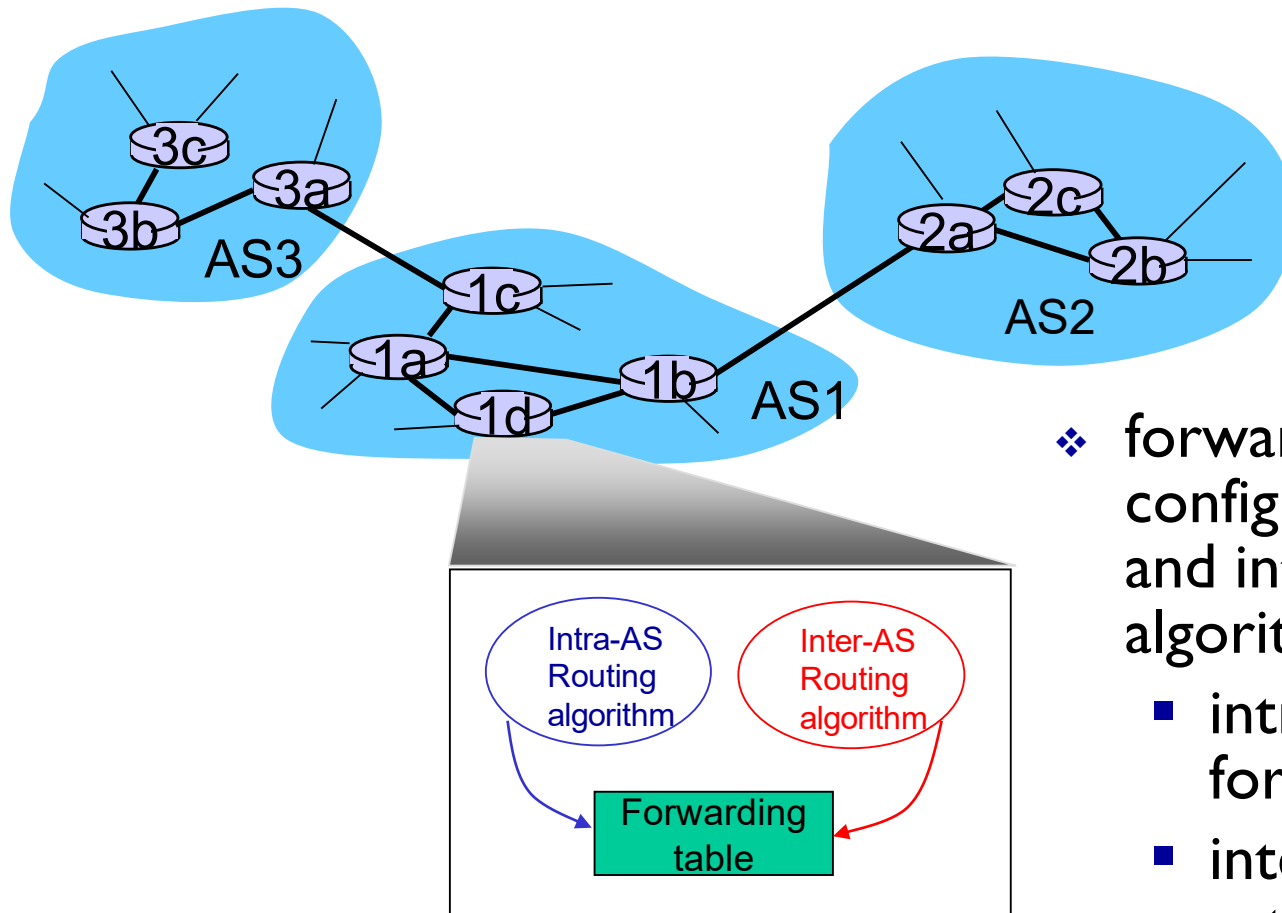 3c
3a
3b
AS3
2c
2a
2b
AS2
1c
1a
1b
1d
AS1
Intra-AS
Routing
algorithm
Inter-AS
Routing
algorithm
Forwarding
table
❖ forwar
config
and in
algorit
▪ intr
for
▪ inte